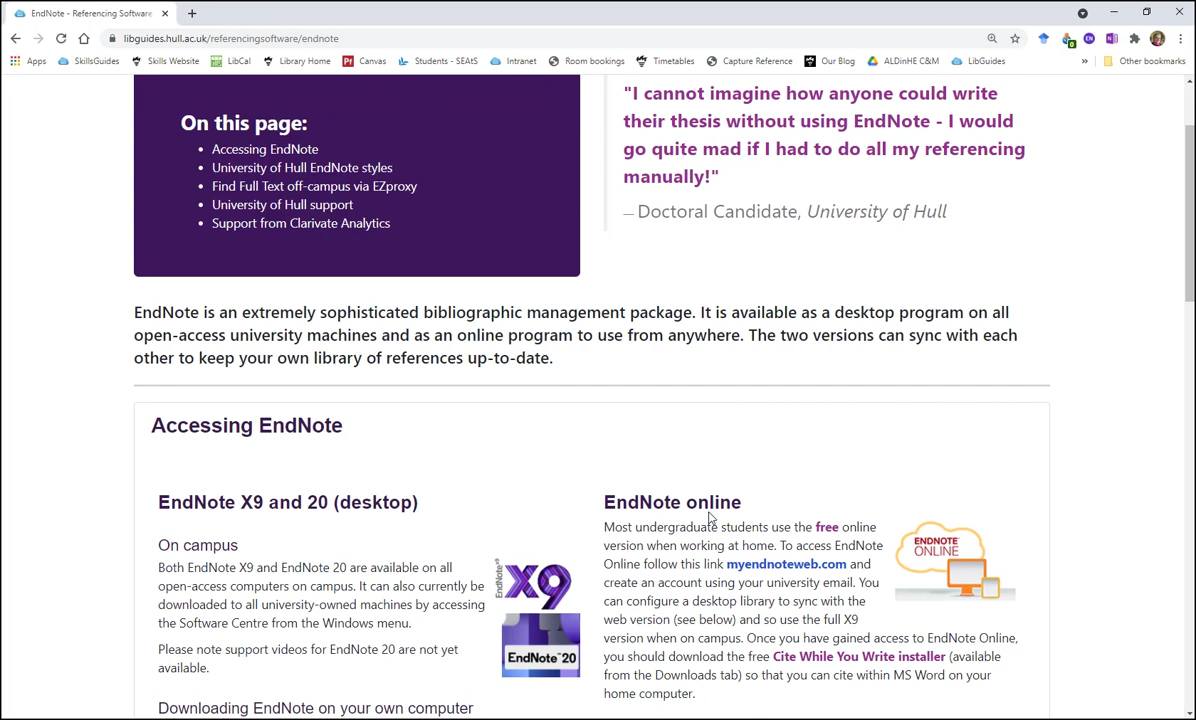 EndNote - Referencing Software
libguides.hull.ac.uk/referencingsoftware/endnote
Apps SkillsGuides Skills Website LibCal Library Home Canvas Students - SEAtS Intranet Room bookings Timetables Capture Reference Our Blog ALDinHE C&M LibGuides » Other bookmarks
On this page:
• Accessing EndNote
• University of Hull EndNote styles
• Find Full Text off-campus via EZproxy
• University of Hull support
• Support from Clarivate Analytics
"I cannot imagine how anyone could write
their thesis without using EndNote - I would
go quite mad if I had to do all my referencing
manually!"
— Doctoral Candidate, University of Hull
EndNote is an extremely sophisticated bibliographic management package. It is available as a desktop program on all
open-access university machines and as an online program to use from anywhere. The two versions can sync with each
other to keep your own library of references up-to-date.
Accessing EndNote
EndNote X9 and 20 (desktop)
On campus
Both EndNote X9 and EndNote 20 are available on all
open-access computers on campus. It can also currently be
downloaded to all university-owned machines by accessing
the Software Centre from the Windows menu.
Please note support videos for EndNote 20 are not yet
available.
EndNote X9
EndNote 20
Downloading EndNote on your own computer
EndNote online
Most undergraduate students use the free online
version when working at home. To access EndNote
Online follow this link myendnoteweb.com and
create an account using your university email. You
can configure a desktop library to sync with the
web version (see below) and so use the full X9
version when on campus. Once you have gained access to EndNote Online,
you should download the free Cite While You Write installer (available
from the Downloads tab) so that you can cite within MS Word on your
home computer.
ENDNOTE
ONLINE